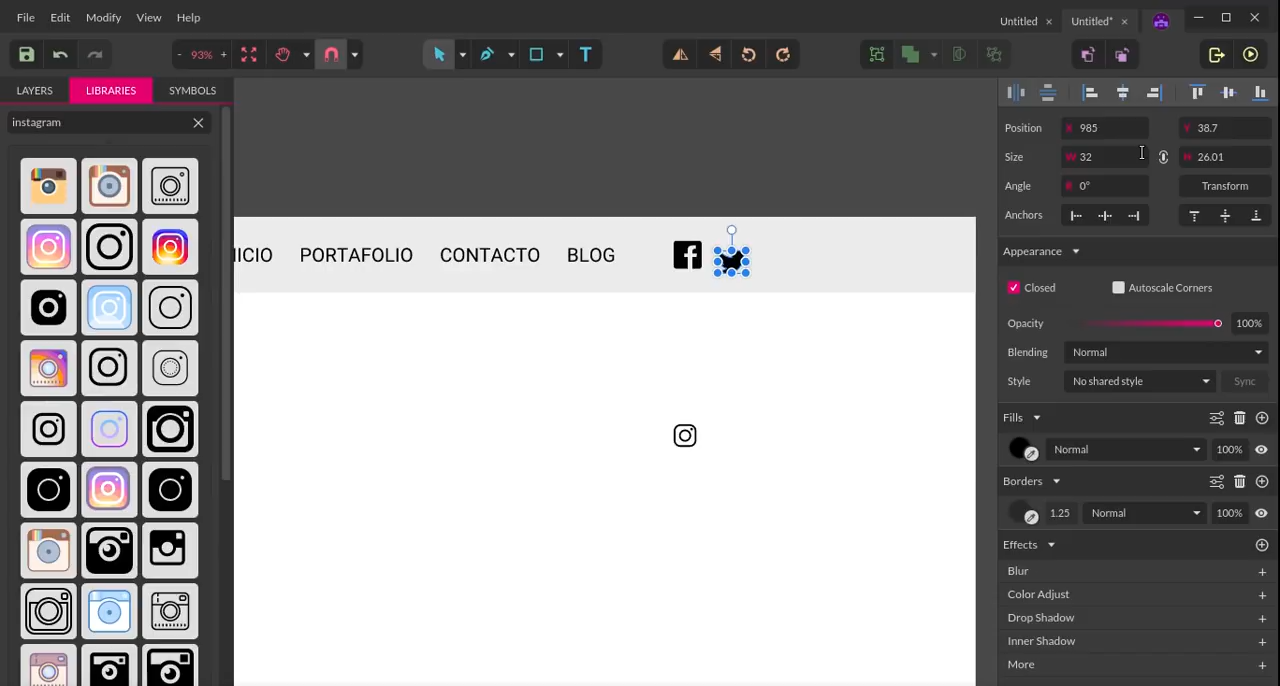 File Edit Modify View Help
Untitled × Untitled* ×
- 93% +
T
LAYERS LIBRARIES SYMBOLS
instagram
NICIO PORTAFOLIO CONTACTO BLOG
Position X 985 Y 38.7
Size W 32 H 26.01
Angle R 0° Transform
Anchors
Appearance
Closed Autoscale Corners
Opacity 100%
Blending Normal
Style No shared style Sync
Fills
Normal 100%
Borders
1.25 Normal 100%
Effects
Blur +
Color Adjust +
Drop Shadow +
Inner Shadow +
More +